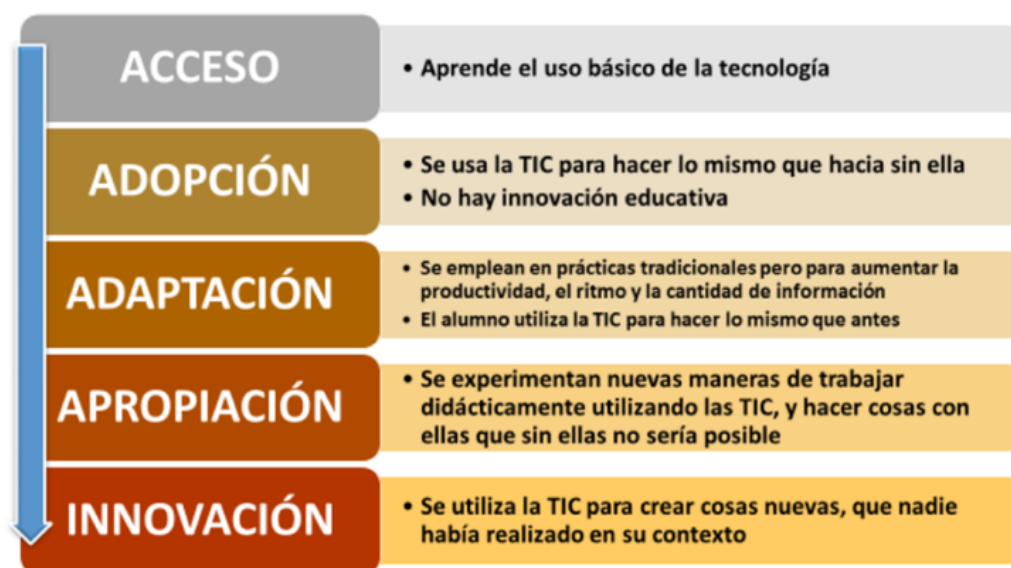 ACCESO
• Aprende el uso básico de la tecnología
ADOPCIÓN
• Se usa la TIC para hacer lo mismo que hacia sin ella
• No hay innovación educativa
ADAPTACIÓN
• Se emplean en prácticas tradicionales pero para aumentar la
productividad, el ritmo y la cantidad de información
• El alumno utiliza la TIC para hacer lo mismo que antes
APROPIACIÓN
• Se experimentan nuevas maneras de trabajar
didácticamente utilizando las TIC, y hacer cosas con
ellas que sin ellas no sería posible
INNOVACIÓN
• Se utiliza la TIC para crear cosas nuevas, que nadie
había realizado en su contexto